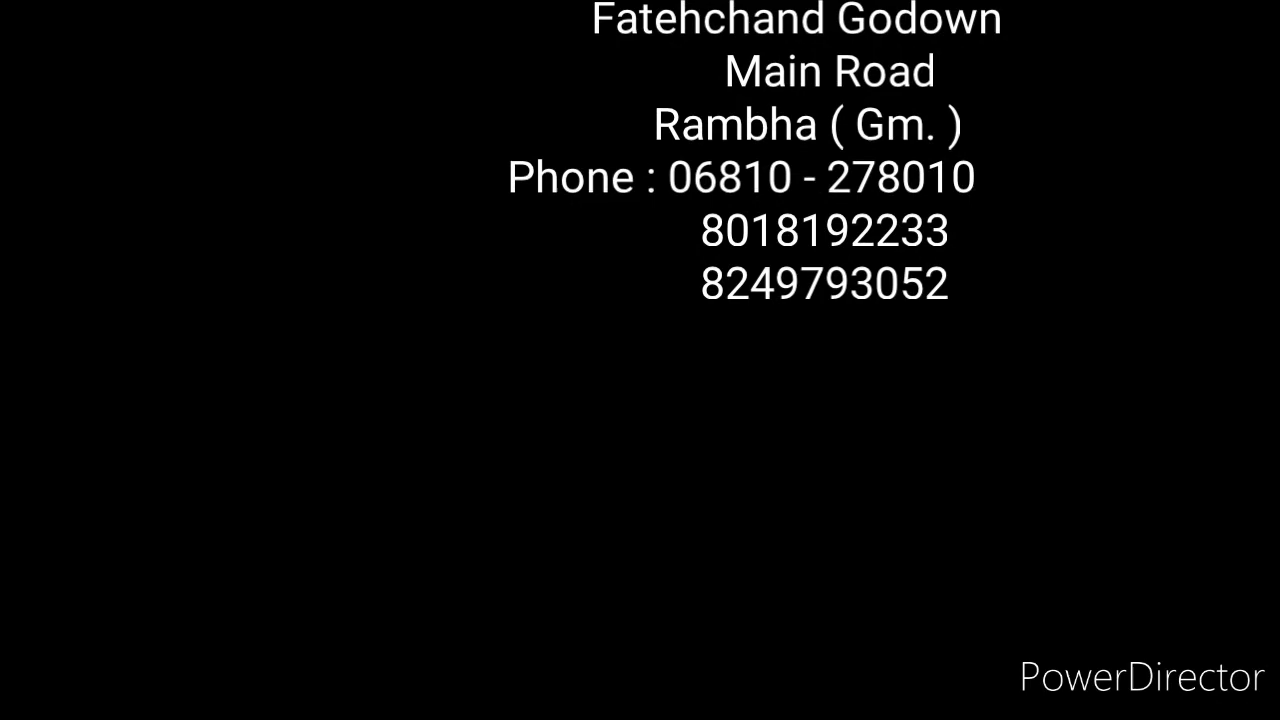 Fatehchand Godown
Main Road
Rambha ( Gm. )
Phone : 06810 - 278010
8018192233
8249793052
PowerDirector